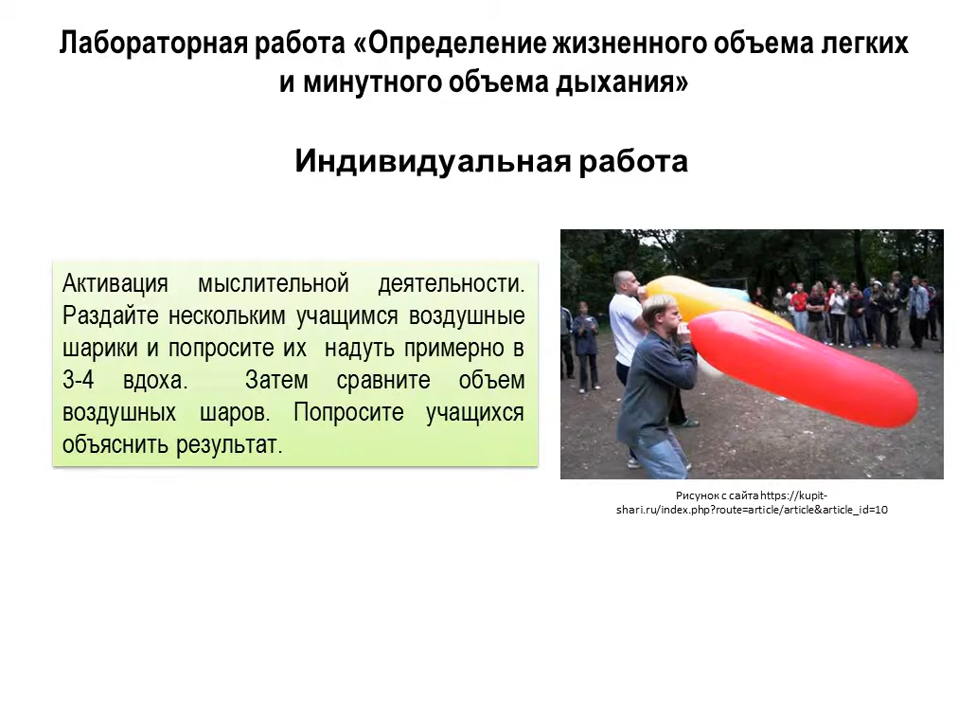 Лабораторная работа «Определение жизненного объема легких
и минутного объема дыхания»
Индивидуальная работа
Активация мыслительной деятельности.
Раздайте нескольким учащимся воздушные
шарики и попросите их надуть примерно в
3-4 вдоха. Затем сравните объем
воздушных шаров. Попросите учащихся
объяснить результат.
Рисунок с сайта https://kupit-
shari.ru/index.php?route=article/article&article_id=10